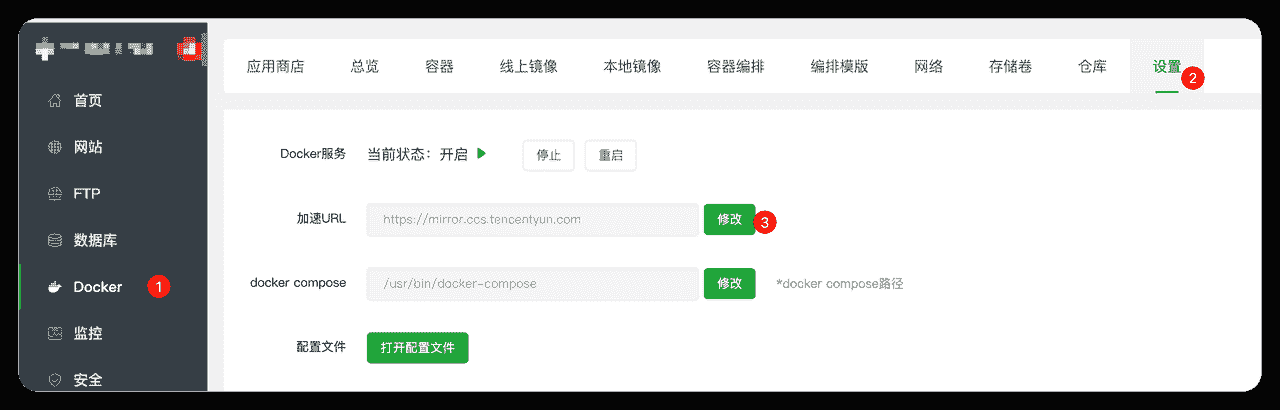 首页
网站
FTP
数据库
Docker 1
监控
安全
应用商店 总览 容器 线上镜像 本地镜像 容器编排 编排模版 网络 存储卷 仓库 设置 2
Docker服务 当前状态：开启 停止 重启
加速URL https://mirror.ccs.tencentyun.com 修改 3
docker compose /usr/bin/docker-compose 修改 *docker compose路径
配置文件 打开配置文件